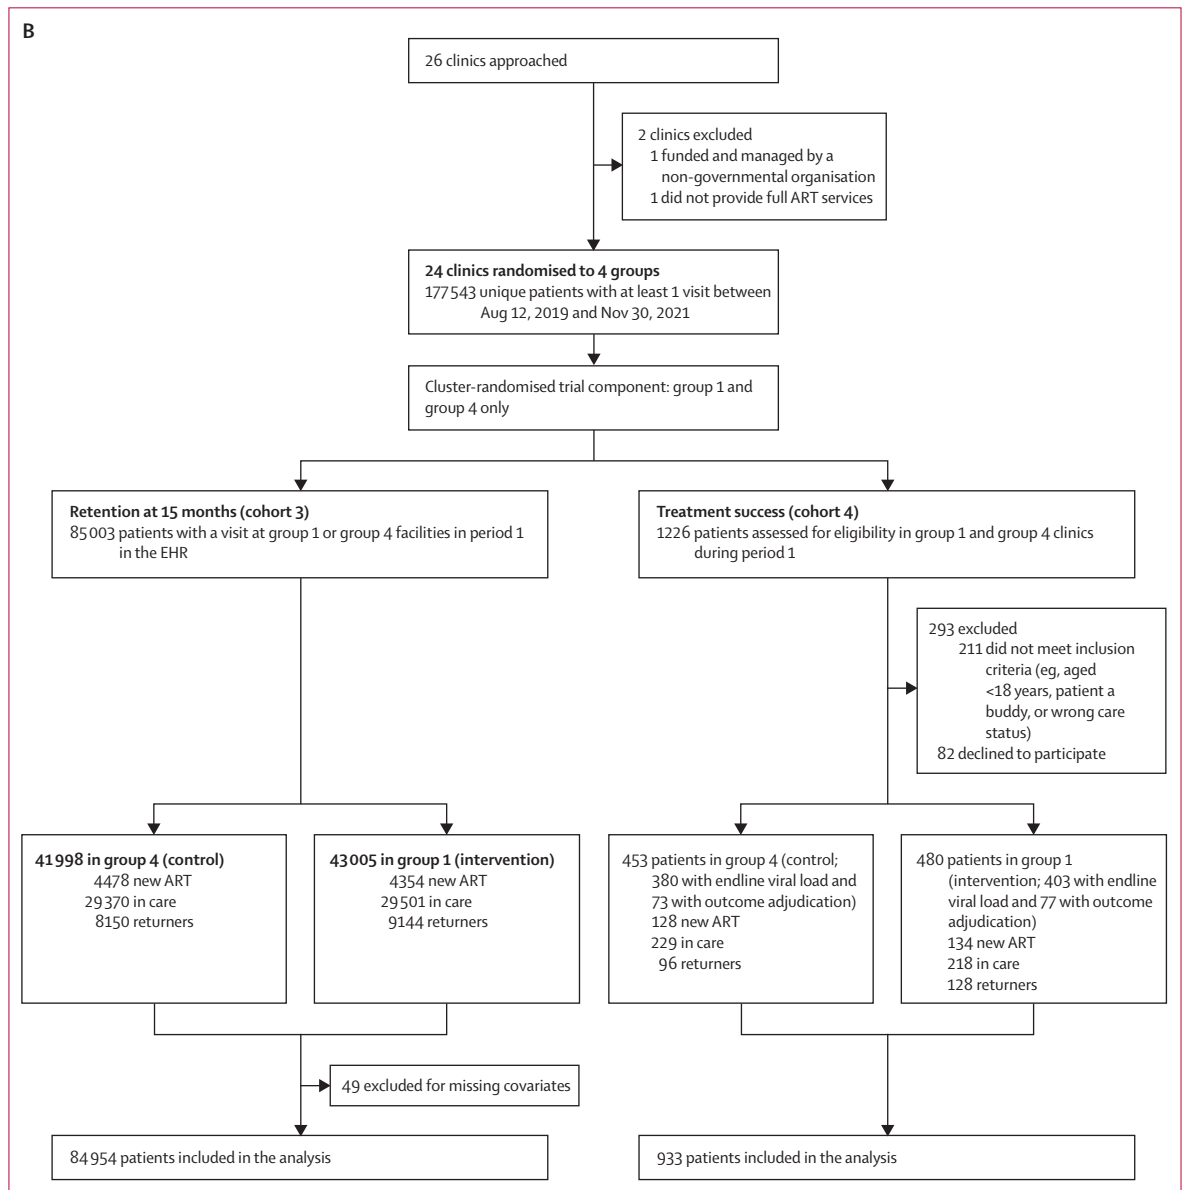 B
26 clinics approached
2 clinics excluded
1 funded and managed by a
non-governmental organisation
1 did not provide full ART services
24 clinics randomised to 4 groups
177 543 unique patients with at least 1 visit between
Aug 12, 2019 and Nov 30, 2021
Cluster-randomised trial component: group 1 and
group 4 only
Retention at 15 months (cohort 3)
85 003 patients with a visit at group 1 or group 4 facilities in period 1
in the EHR
Treatment success (cohort 4)
1226 patients assessed for eligibility in group 1 and group 4 clinics
during period 1
293 excluded
211 did not meet inclusion
criteria (eg, aged
<18 years, patient a
buddy, or wrong care
status)
82 declined to participate
41 998 in group 4 (control)
4478 new ART
29 370 in care
8150 returners
43 005 in group 1 (intervention)
4354 new ART
29 501 in care
9144 returners
453 patients in group 4 (control;
380 with endline viral load and
73 with outcome adjudication)
128 new ART
229 in care
96 returners
480 patients in group 1
(intervention; 403 with endline
viral load and 77 with outcome
adjudication)
134 new ART
218 in care
128 returners
49 excluded for missing covariates
84 954 patients included in the analysis
933 patients included in the analysis